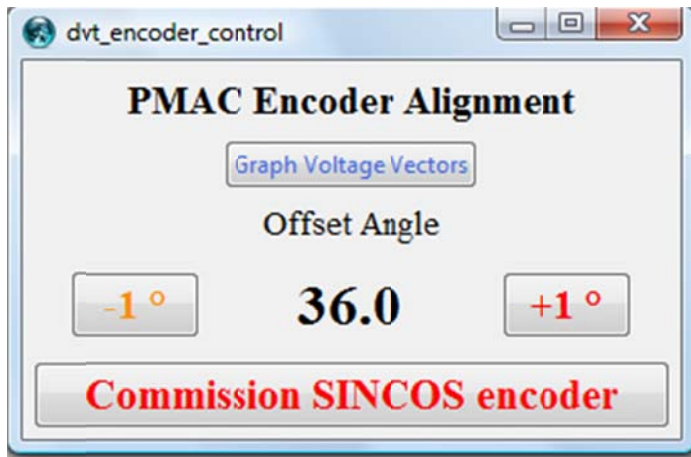 dvt_encoder_control
PMAC Encoder Alignment
Graph Voltage Vectors
Offset Angle
-1 ° 36.0 +1 °
Commission SINCOS encoder